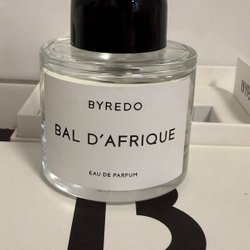 BYREDO
BAL D'AFRIQUE
EAU DE PARFUM
B